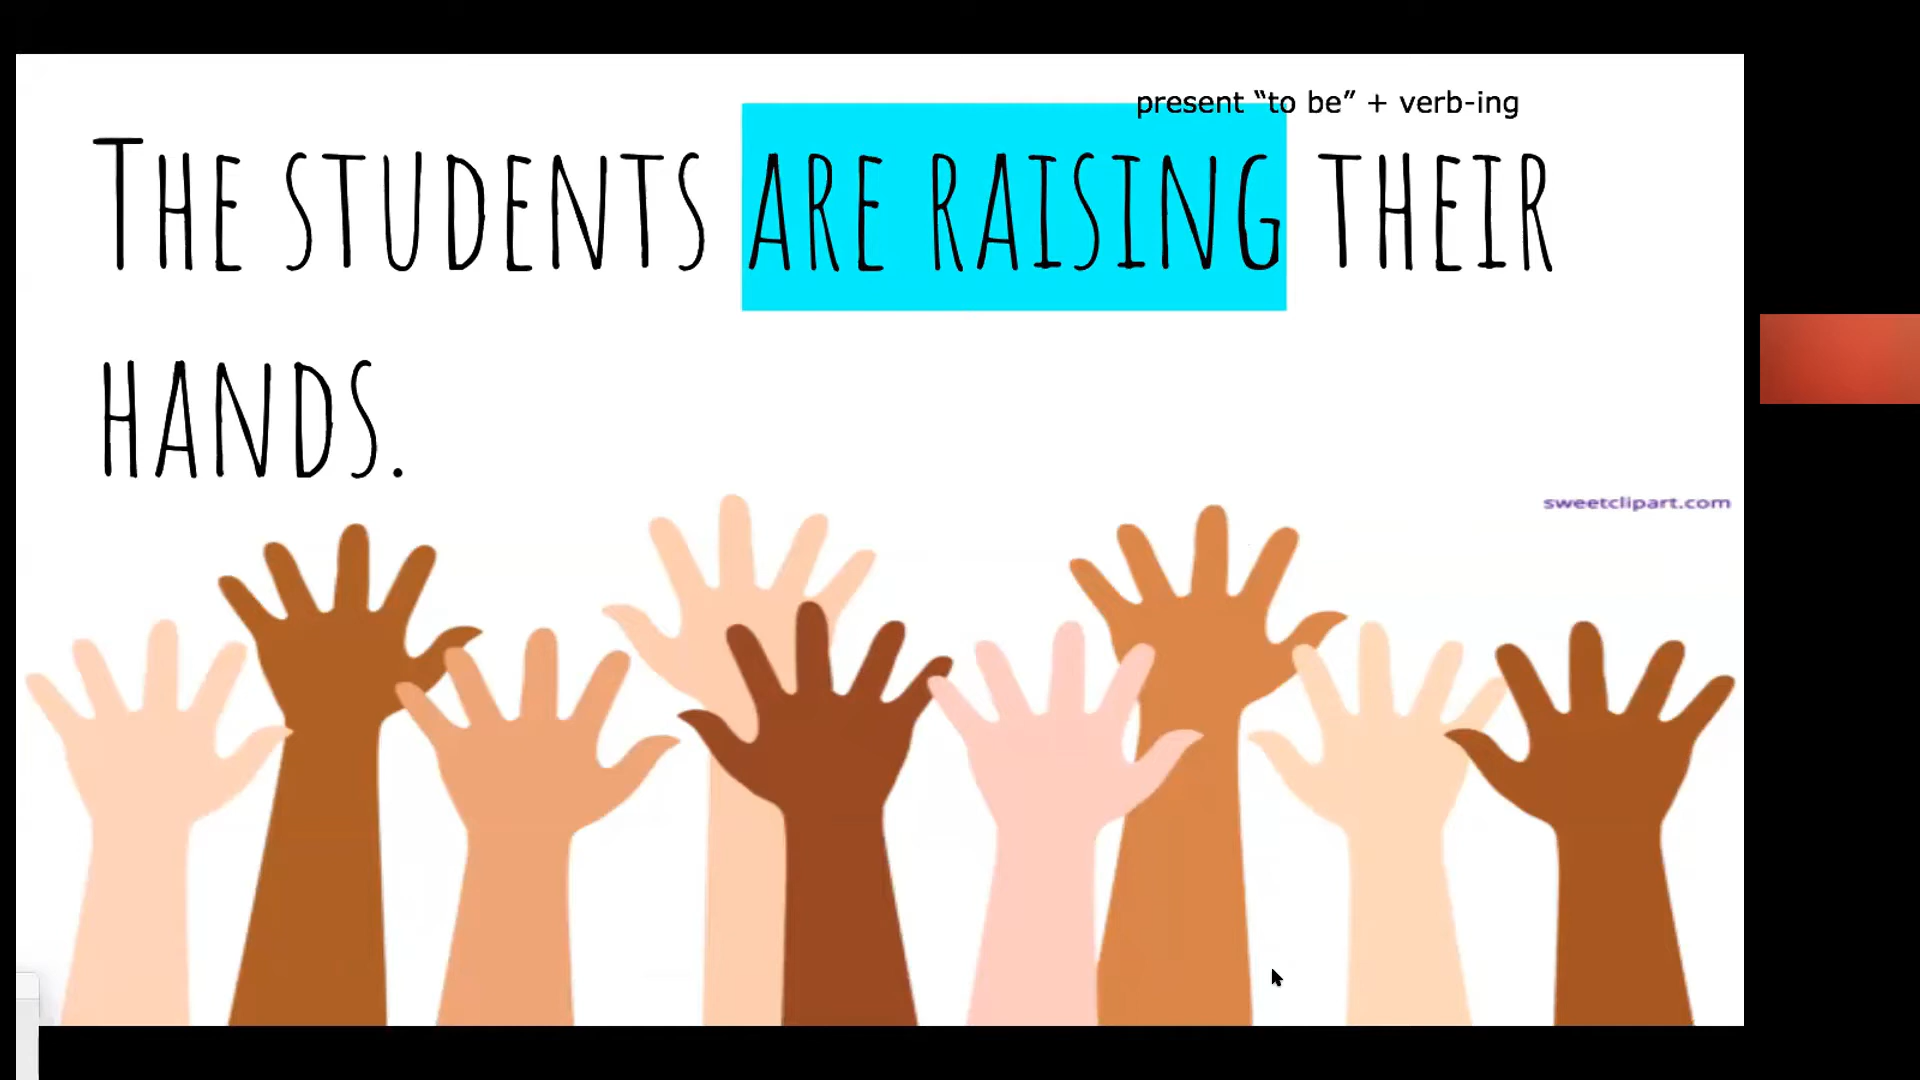 present “to be” + verb-ing
The students are raising their
hands.
sweetclipart.com